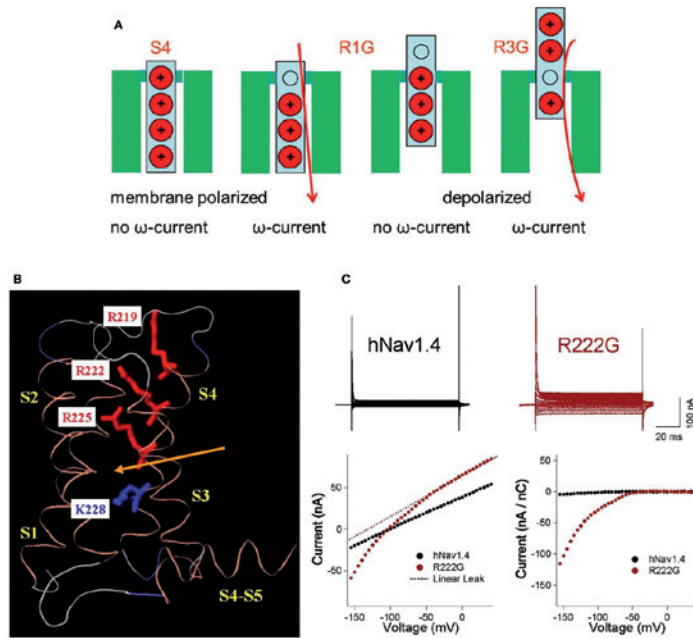 A
S4 R1G R3G
+ + + +
+ + +
+ + +
+ + +
membrane polarized depolarized
no ω-current ω-current no ω-current ω-current
B
R219
R222
S2 S4
R225
K228 S3
S1
S4-S5
C
hNav1.4 R222G
100 nA
20 ms
Current (nA)
50
0
-50
-150 -100 -50 0
Voltage (mV)
hNav1.4
R222G
Linear Leak
Current (nA / nC)
0
-50
-100
-150
-150 -100 -50 0
Voltage (mV)
hNav1.4
R222G